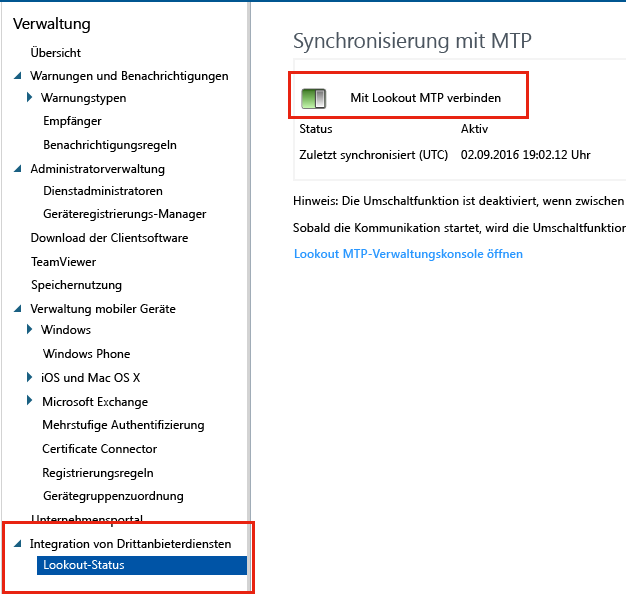 Verwaltung
Übersicht
Warnungen und Benachrichtigungen
Warnungstypen
Empfänger
Benachrichtigungsregeln
Administratorverwaltung
Dienstadministratoren
Geräteregistrierungs-Manager
Download der Clientsoftware
TeamViewer
Speichernutzung
Verwaltung mobiler Geräte
Windows
Windows Phone
iOS und Mac OS X
Microsoft Exchange
Mehrstufige Authentifizierung
Certificate Connector
Registrierungsregeln
Gerätegruppenzuordnung
Unternehmensportal
Integration von Drittanbieterdiensten
Lookout-Status
Synchronisierung mit MTP
Mit Lookout MTP verbinden
Status Aktiv
Zuletzt synchronisiert (UTC) 02.09.2016 19:02.12 Uhr
Hinweis: Die Umschaltfunktion ist deaktiviert, wenn zwischen
Sobald die Kommunikation startet, wird die Umschaltfunktion
Lookout MTP-Verwaltungskonsole öffnen